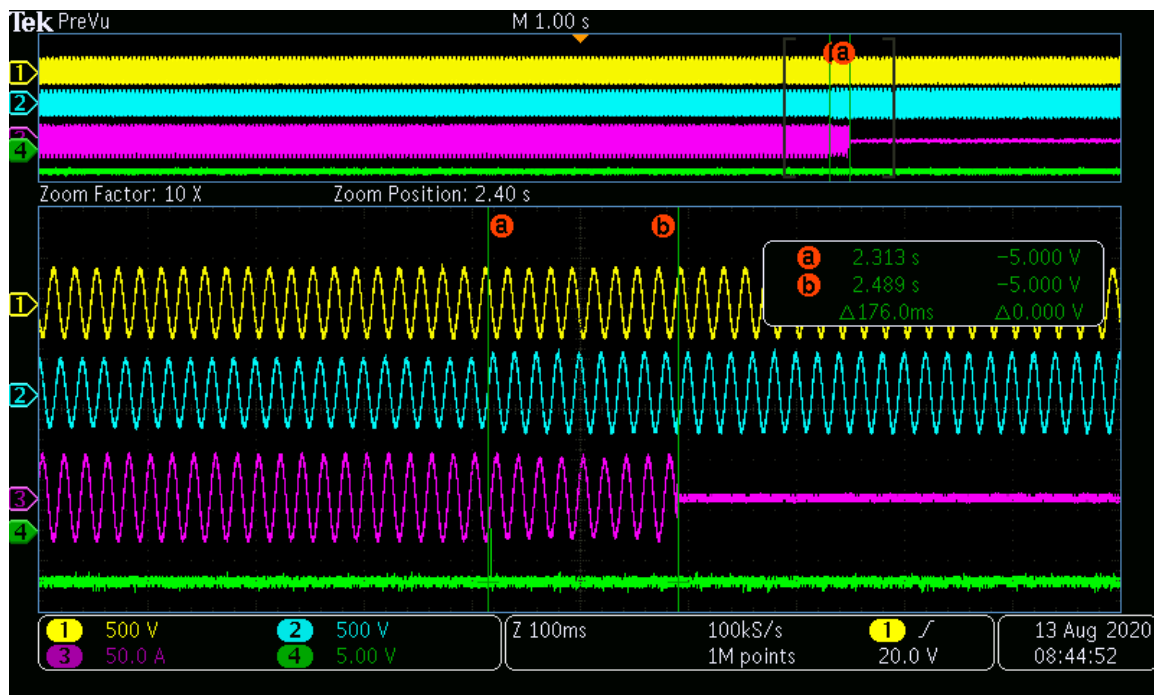 Tek PreVu M 1.00 s
a
1
2
3
4
Zoom Factor: 10 X Zoom Position: 2.40 s
a b
a 2.313 s −5.000 V
b 2.489 s −5.000 V
△176.0ms △0.000 V
1
2
3
4
1 500 V 2 500 V Z 100ms 100kS/s 1 13 Aug 2020
3 50.0 A 4 5.00 V 1M points 20.0 V 08:44:52